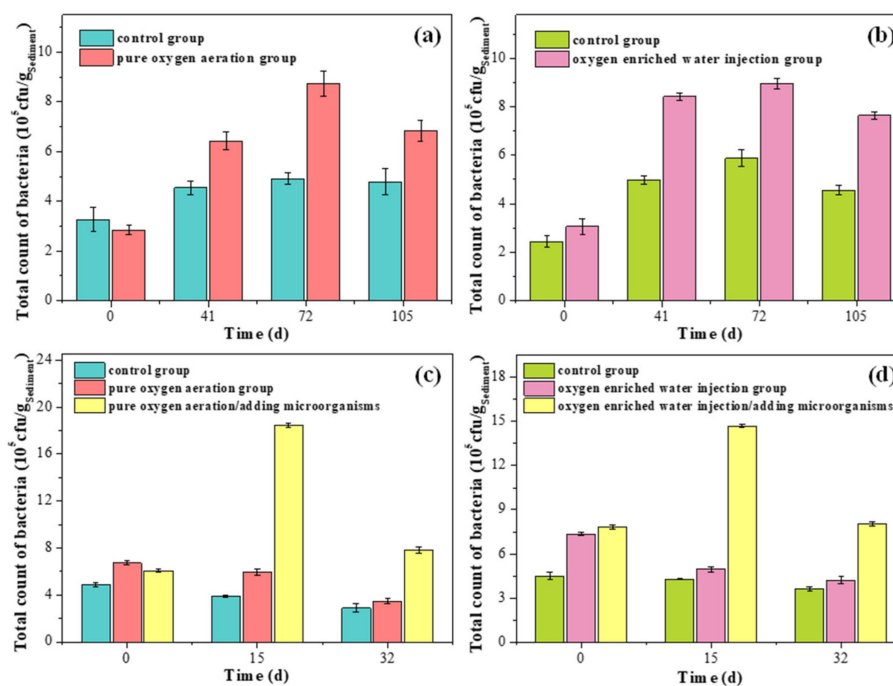 (a)
control group
pure oxygen aeration group
Total count of bacteria (10⁵cfu/gSediment)
10
8
6
4
2
0
0 41 72 105
Time (d)
(b)
control group
oxygen enriched water injection group
Total count of bacteria (10⁵cfu/gSediment)
10
8
6
4
2
0
0 41 72 105
Time (d)
(c)
control group
pure oxygen aeration group
pure oxygen aeration/adding microorganisms
Total count of bacteria (10⁵cfu/gSediment)
24
20
16
12
8
4
0
0 15 32
Time (d)
(d)
control group
oxygen enriched water injection group
oxygen enriched water injection/adding microorganisms
Total count of bacteria (10⁵cfu/gSediment)
18
15
12
9
6
3
0
0 15 32
Time (d)